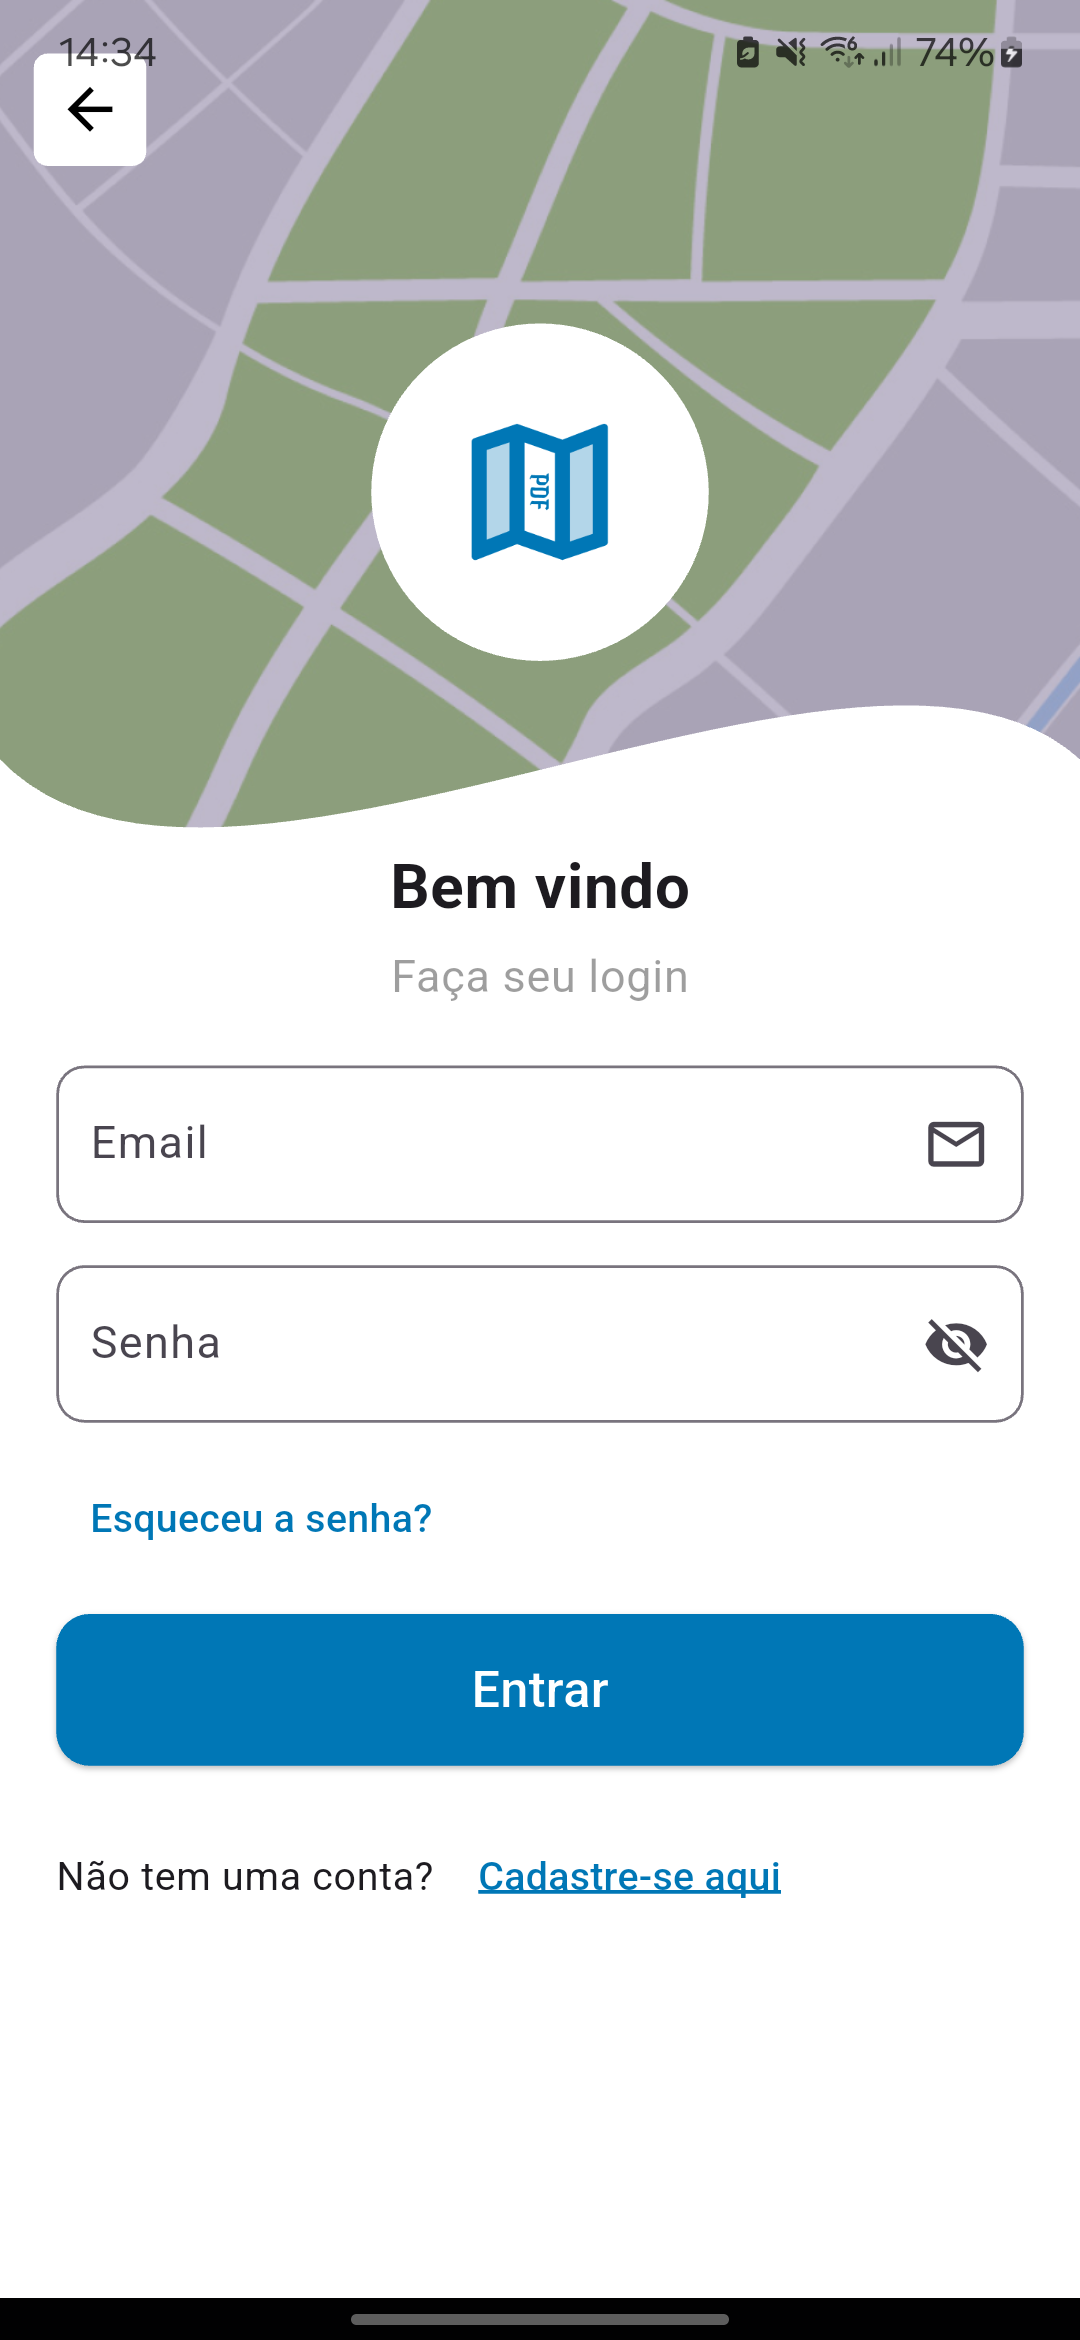 14:34
6
74%
PDF
Bem vindo
Faça seu login
Email
Senha
Esqueceu a senha?
Entrar
Não tem uma conta? Cadastre-se aqui